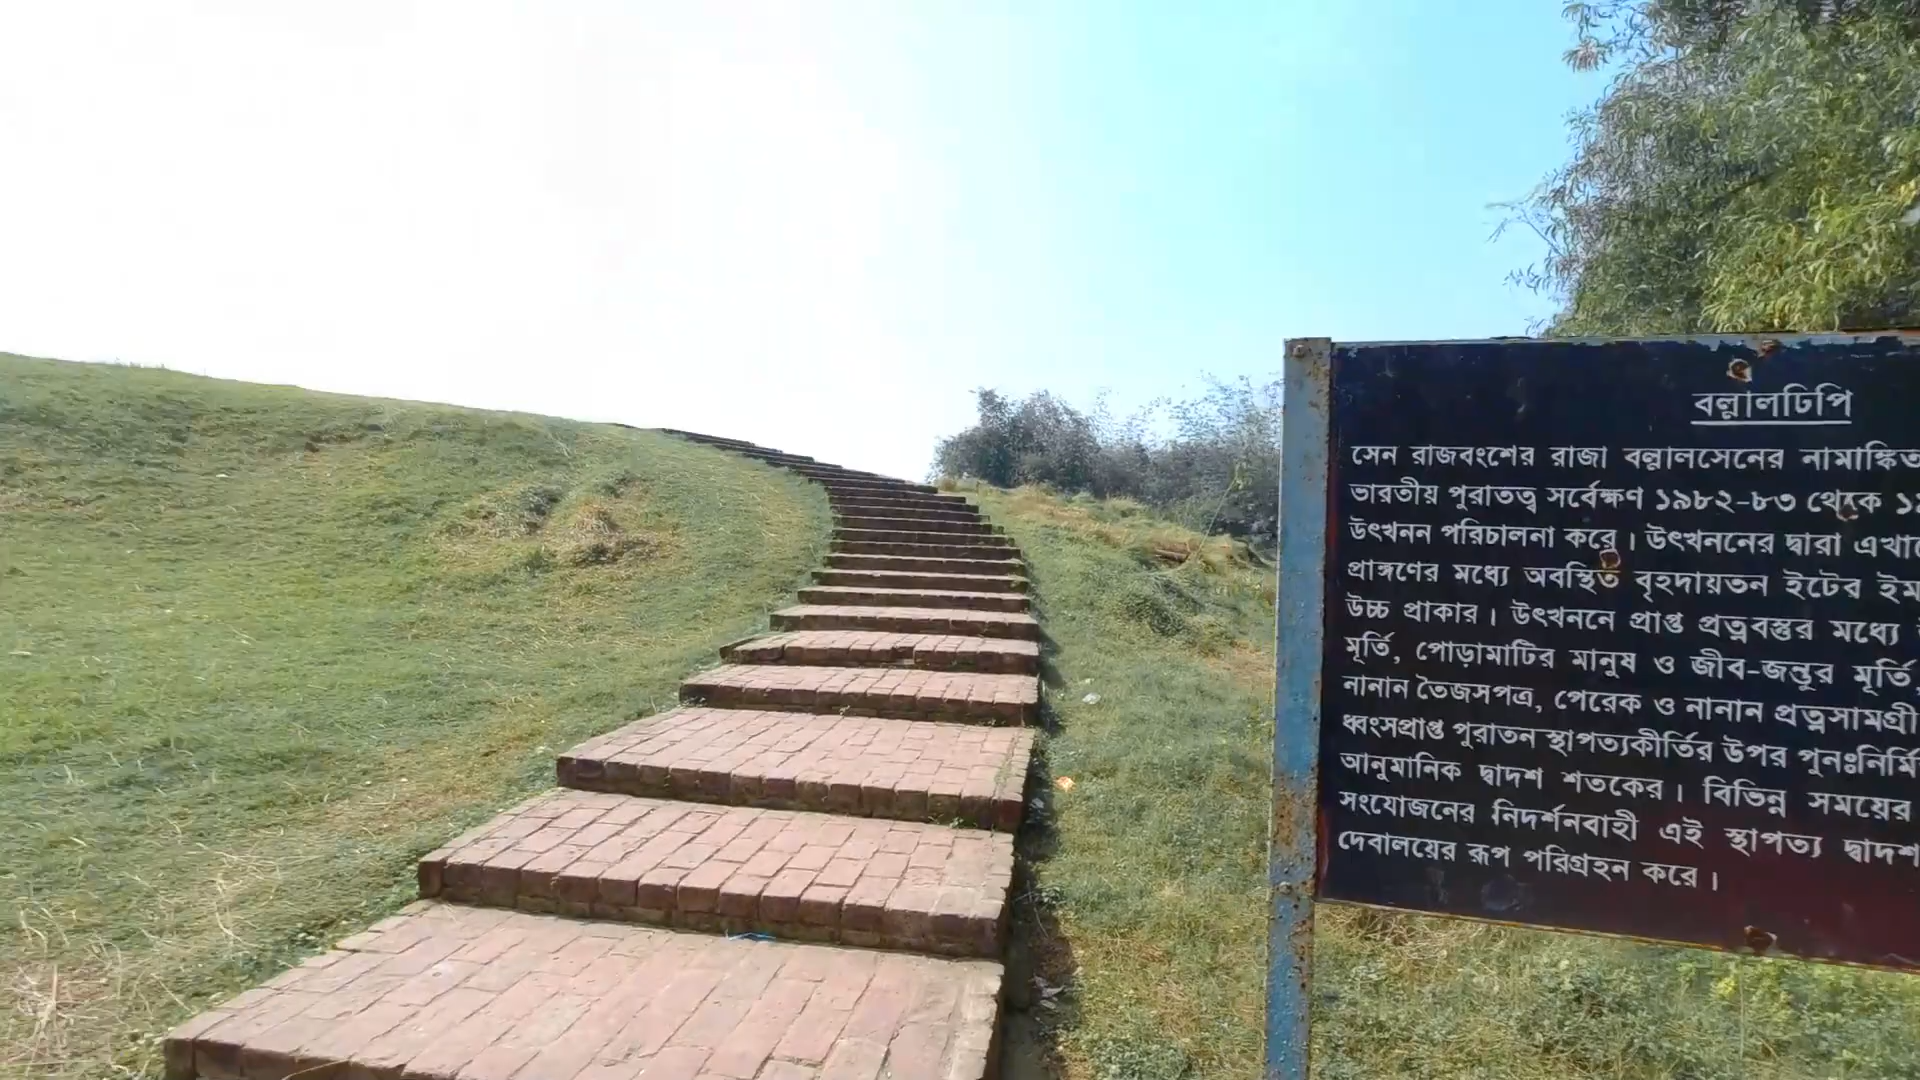 বল্লালঢিপি
সেন রাজবংশের রাজা বল্লালসেনের নামাঙ্কিত
ভারতীয় পুরাতত্ত্ব সর্বেক্ষণ ১৯৮২-৮৩ থেকে
উৎখনন পরিচালনা করে। উৎখননের দ্বারা
প্রাঙ্গণের মধ্যে অবস্থিত বৃহদায়তন ইটের
উচ্চ প্রাকার। উৎখননে প্রাপ্ত প্রত্নবস্তুর মধ্যে
মূর্তি, পোড়ামাটির মানুষ ও জীব-জন্তুর মূর্তি,
নানান তৈজসপত্র, পেরেক ও নানান প্রত্নসামগ্রী
ধ্বংসপ্রাপ্ত পুরাতন স্থাপত্যকীর্তির উপর
আনুমানিক দ্বাদশ শতকের। বিভিন্ন সময়ের
সংযোজনের নিদর্শনবাহী এই স্থাপত্য দ্বাদশ
দেবালয়ের রূপ পরিগ্রহন করে।